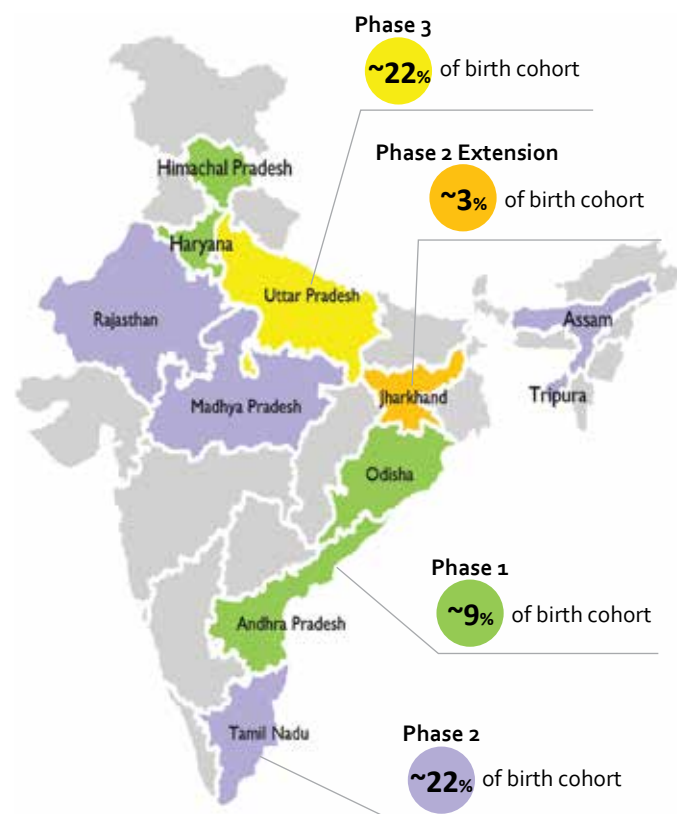 Phase 3
~22% of birth cohort
Phase 2 Extension
~3% of birth cohort
Himachal Pradesh
Haryana
Uttar Pradesh
Rajasthan
Assam
Madhya Pradesh
Jharkhand
Tripura
Odisha
Phase 1
~9% of birth cohort
Andhra Pradesh
Tamil Nadu
Phase 2
~22% of birth cohort